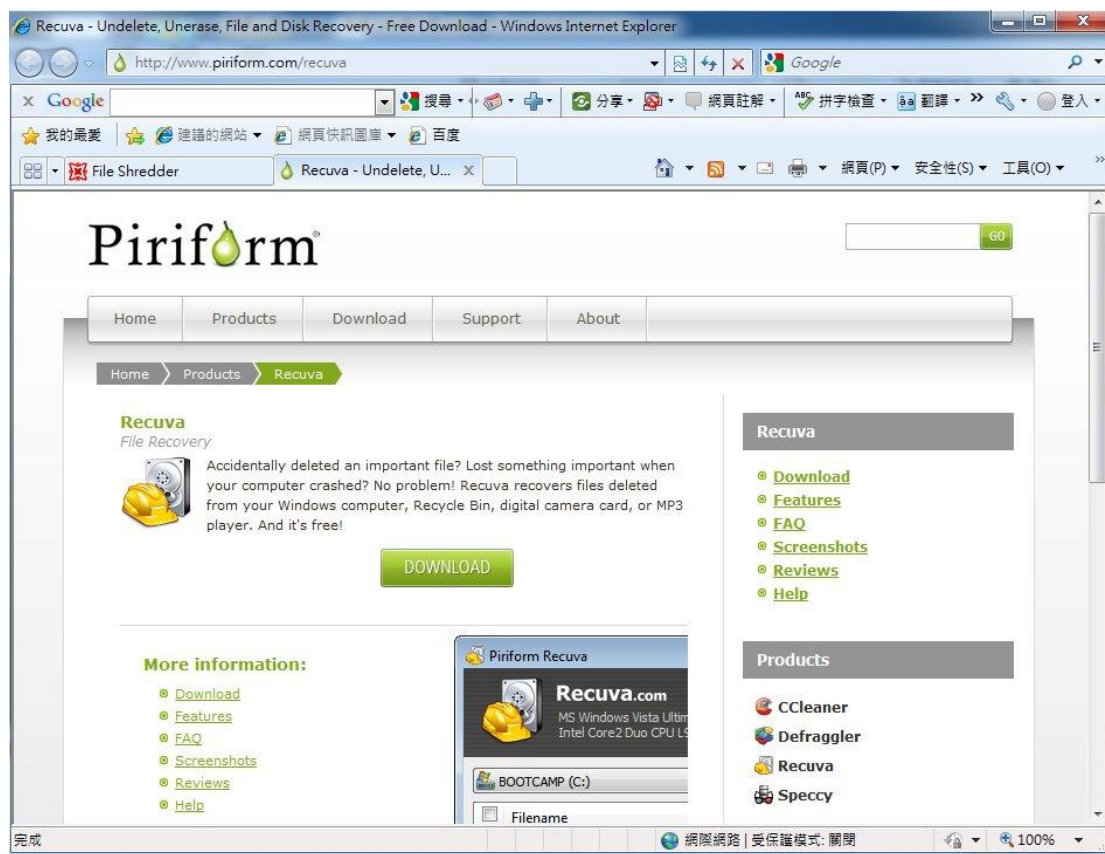 Recuva - Undelete, Unerase, File and Disk Recovery - Free Download - Windows Internet Explorer
http://www.piriform.com/recuva
Google
x Google 搜尋 分享 網頁註解 拼字檢查 翻譯 登入
我的最愛 建議的網站 網頁快訊圖庫 百度
File Shredder Recuva - Undelete, U... x 網頁(P) 安全性(S) 工具(O)
Piriform
GO
Home Products Download Support About
Home Products Recuva
Recuva
File Recovery
Accidentally deleted an important file? Lost something important when
your computer crashed? No problem! Recuva recovers files deleted
from your Windows computer, Recycle Bin, digital camera card, or MP3
player. And it's free!
DOWNLOAD
More information:
Download
Features
FAQ
Screenshots
Reviews
Help
Piriform Recuva
Recuva.com
MS Windows Vista Ultim
Intel Core2 Duo CPU L9
BOOTCAMP (C:)
Filename
Recuva
Download
Features
FAQ
Screenshots
Reviews
Help
Products
CCleaner
Defraggler
Recuva
Speccy
完成 網際網路 | 受保護模式: 關閉 100%